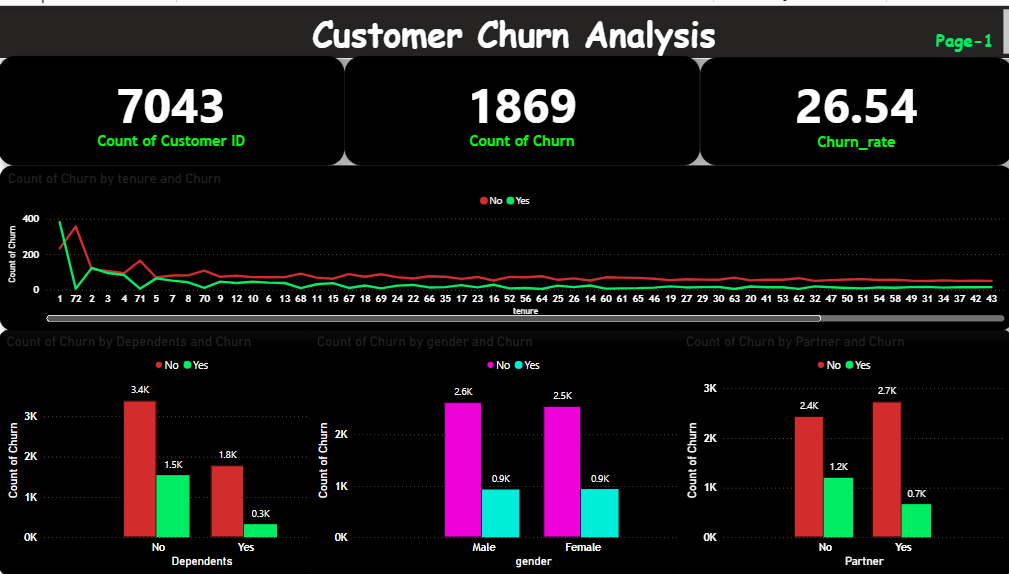 Customer Churn Analysis
Page-1
7043
Count of Customer ID
1869
Count of Churn
26.54
Churn_rate
Count of Churn by tenure and Churn
No Yes
Count of Churn
400
200
0
1 72 2 3 4 71 5 7 8 70 9 12 10 6 13 68 11 15 67 18 69 24 22 66 35 17 23 16 52 56 64 25 26 14 60 61 65 46 19 27 29 30 63 20 41 53 62 32 47 50 51 54 58 49 31 34 37 42 43
tenure
Count of Churn by Dependents and Churn
No Yes
Count of Churn
3K
2K
1K
0K
3.4K
1.5K
1.8K
0.3K
No Yes
Dependents
Count of Churn by gender and Churn
No Yes
Count of Churn
2K
1K
0K
2.6K
0.9K
2.5K
0.9K
Male Female
gender
Count of Churn by Partner and Churn
No Yes
Count of Churn
3K
2K
1K
0K
2.4K
1.2K
2.7K
0.7K
No Yes
Partner